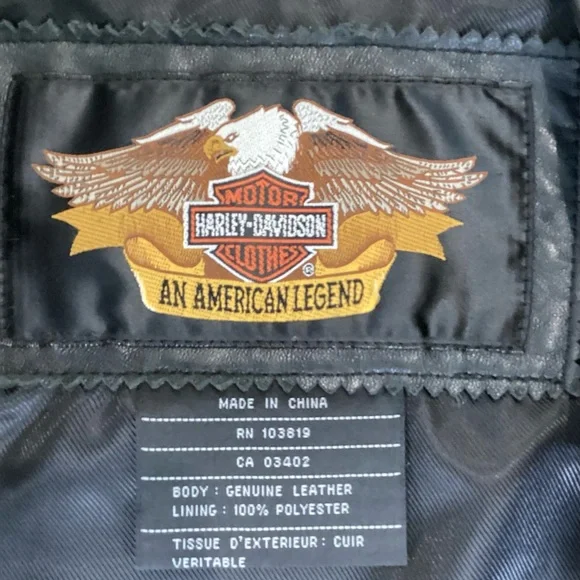 MOTOR
HARLEY-DAVIDSON
CLOTHES
®
AN AMERICAN LEGEND
MADE IN CHINA
RN 103819
CA 03402
BODY : GENUINE LEATHER
LINING : 100% POLYESTER
TISSUE D'EXTERIEUR : CUIR
VERITABLE